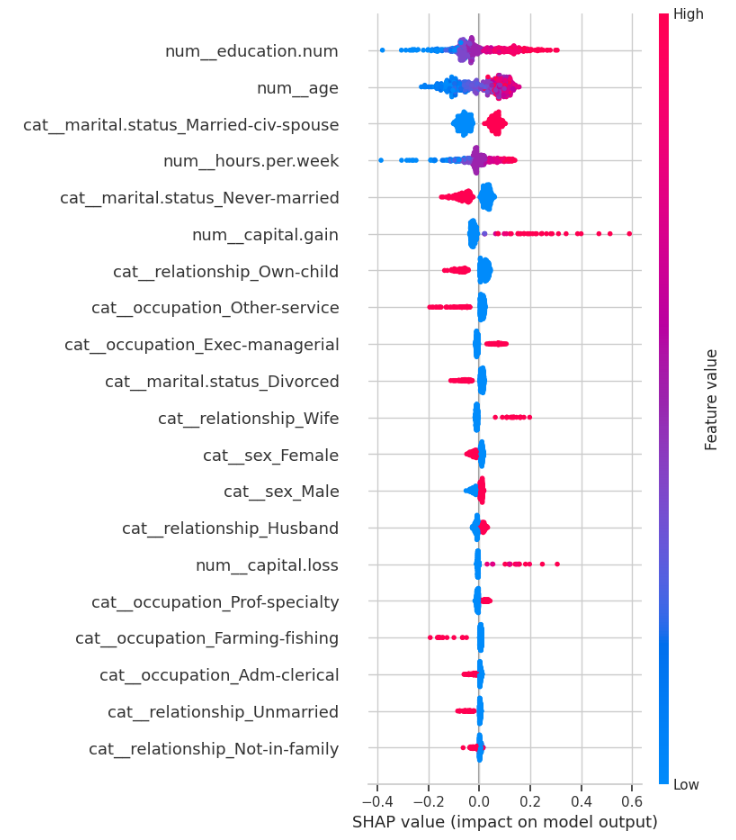 High
num__education.num
num__age
cat__marital.status_Married-civ-spouse
num__hours.per.week
cat__marital.status_Never-married
num__capital.gain
cat__relationship_Own-child
cat__occupation_Other-service
cat__occupation_Exec-managerial
cat__marital.status_Divorced
cat__relationship_Wife
cat__sex_Female
cat__sex_Male
cat__relationship_Husband
num__capital.loss
cat__occupation_Prof-specialty
cat__occupation_Farming-fishing
cat__occupation_Adm-clerical
cat__relationship_Unmarried
cat__relationship_Not-in-family
Feature value
Low
−0.4 −0.2 0.0 0.2 0.4 0.6
SHAP value (impact on model output)